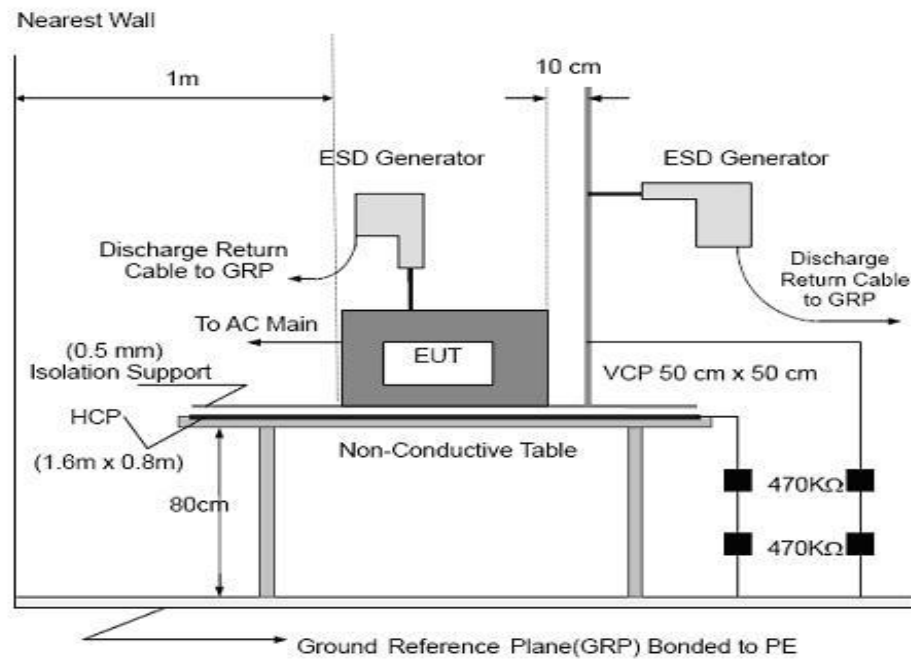 Nearest Wall
1m
10 cm
ESD Generator
ESD Generator
Discharge Return
Cable to GRP
Discharge
Return Cable
to GRP
To AC Main
(0.5 mm)
Isolation Support
EUT
VCP 50 cm x 50 cm
HCP
(1.6m x 0.8m)
Non-Conductive Table
80cm
470KΩ
470KΩ
Ground Reference Plane(GRP) Bonded to PE